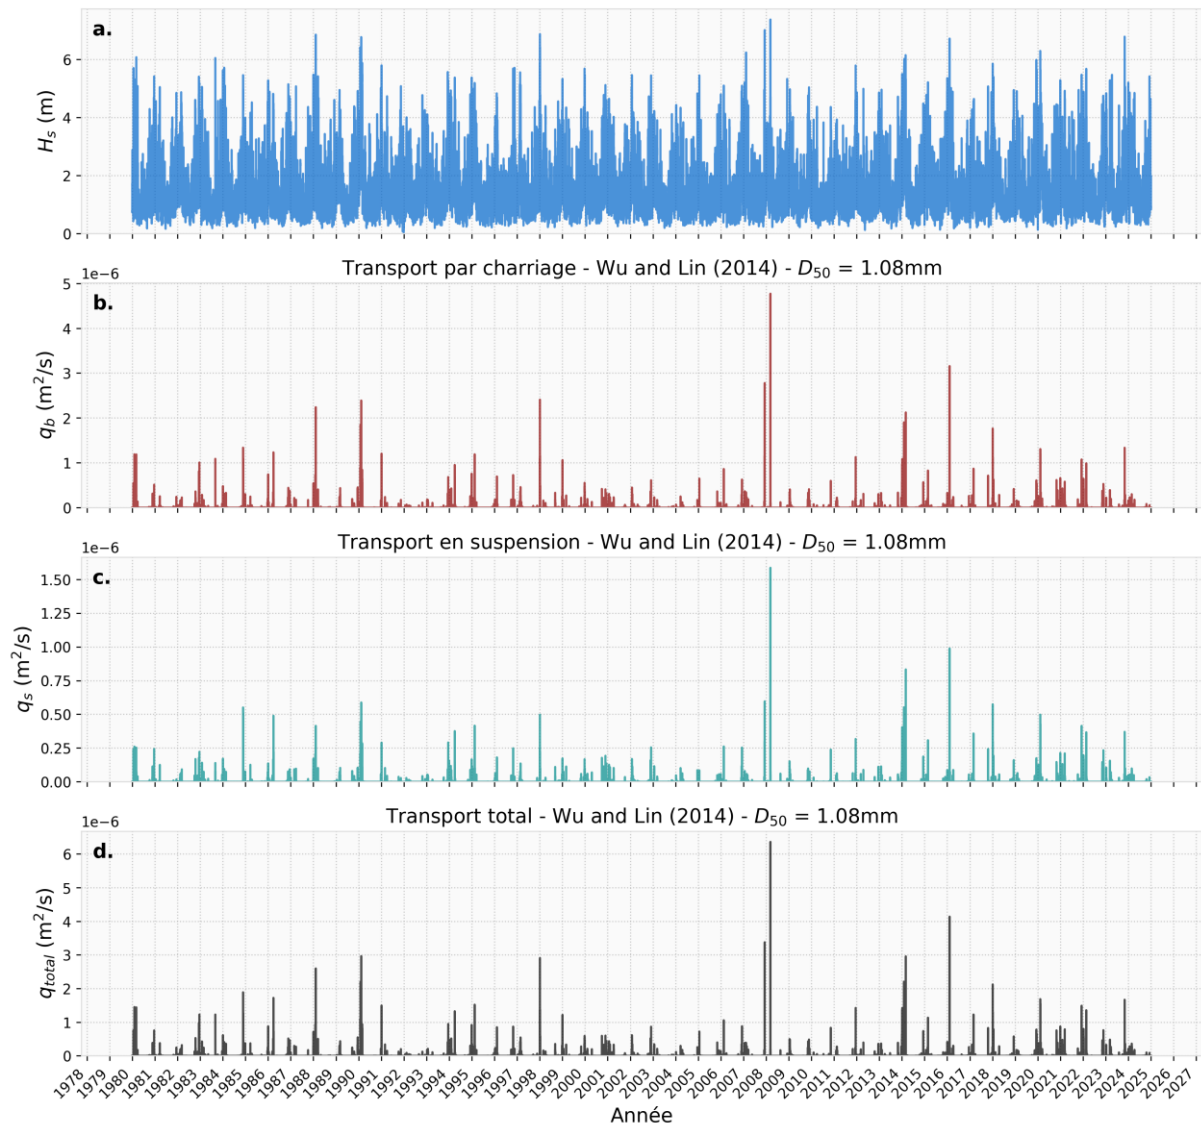 a.
6
4
2
0
H_s (m)
1e−6
Transport par charriage - Wu and Lin (2014) - D50 = 1.08mm
b.
5
4
3
2
1
0
q_b (m²/s)
1e−6
Transport en suspension - Wu and Lin (2014) - D50 = 1.08mm
c.
1.50
1.25
1.00
0.75
0.50
0.25
0.00
q_s (m²/s)
1e−6
Transport total - Wu and Lin (2014) - D50 = 1.08mm
d.
6
5
4
3
2
1
0
q_total (m²/s)
1978 1979 1980 1981 1982 1983 1984 1985 1986 1987 1988 1989 1990 1991 1992 1993 1994 1995 1996 1997 1998 1999 2000 2001 2002 2003 2004 2005 2006 2007 2008 2009 2010 2011 2012 2013 2014 2015 2016 2017 2018 2019 2020 2021 2022 2023 2024 2025 2026 2027
Année